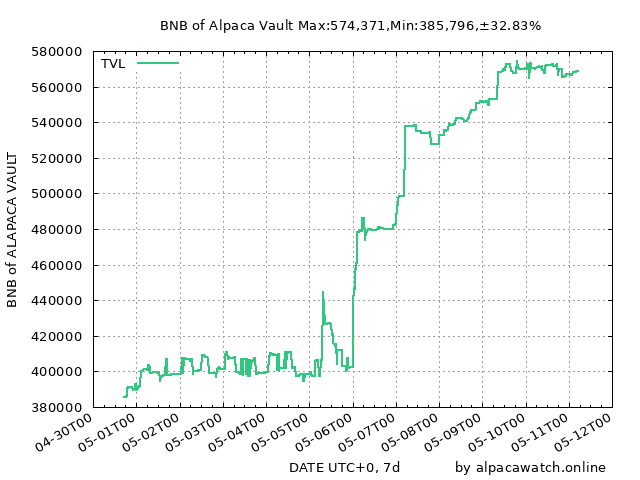 BNB of Alpaca Vault Max:574,371,Min:385,796,±32.83%
TVL
BNB of ALAPACA VAULT
580000
560000
540000
520000
500000
480000
460000
440000
420000
400000
380000
04-30T00
05-01T00
05-02T00
05-03T00
05-04T00
05-05T00
05-06T00
05-07T00
05-08T00
05-09T00
05-10T00
05-11T00
05-12T00
DATE UTC+0, 7d
by alpacawatch.online